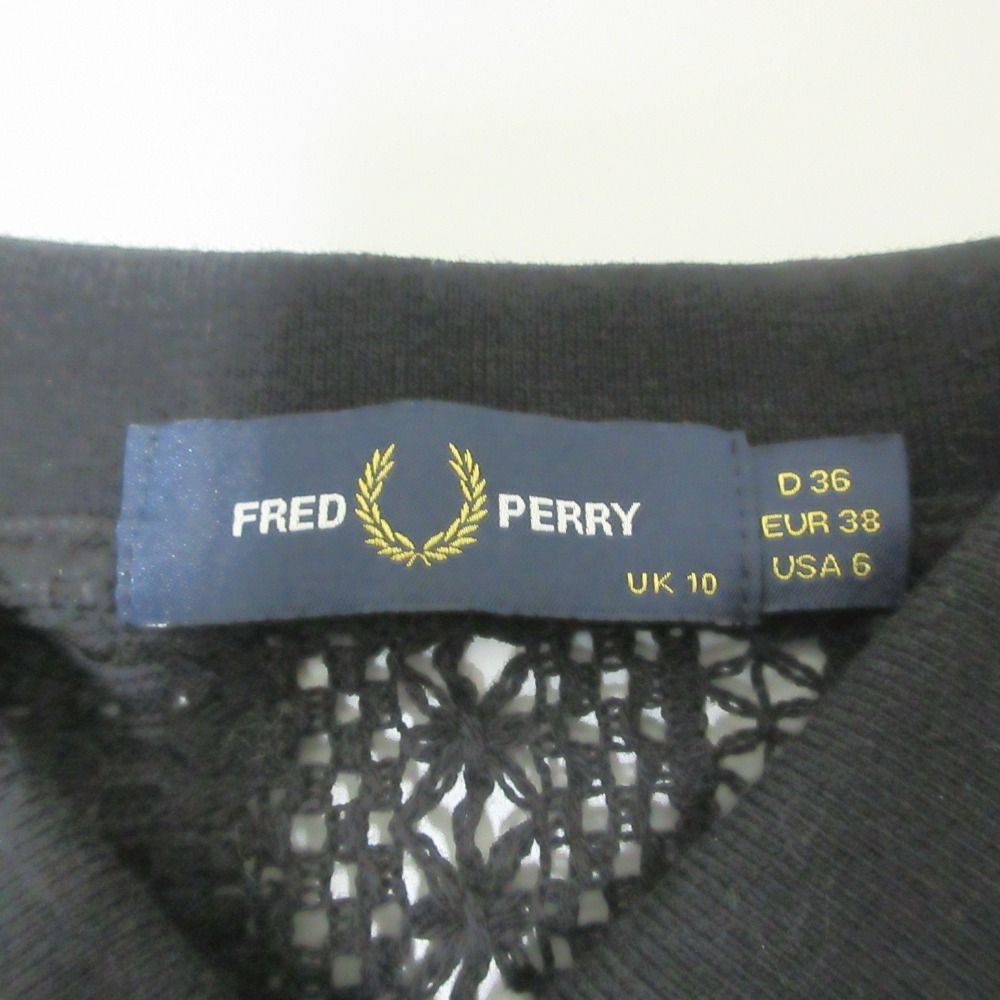 FRED PERRY
UK 10
D 36
EUR 38
USA 6